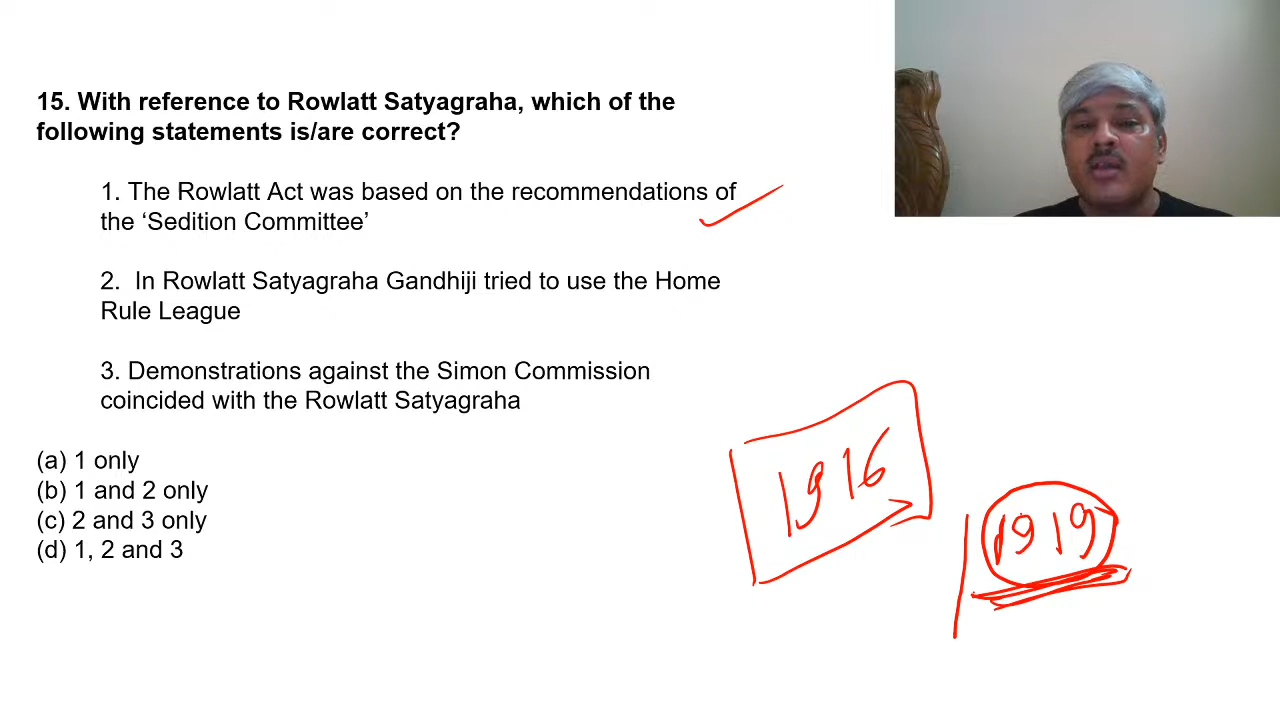 15. With reference to Rowlatt Satyagraha, which of the
following statements is/are correct?
1. The Rowlatt Act was based on the recommendations of
the ‘Sedition Committee’
2.  In Rowlatt Satyagraha Gandhiji tried to use the Home
Rule League
3. Demonstrations against the Simon Commission
coincided with the Rowlatt Satyagraha
(a) 1 only
(b) 1 and 2 only
(c) 2 and 3 only
(d) 1, 2 and 3
1916
1919